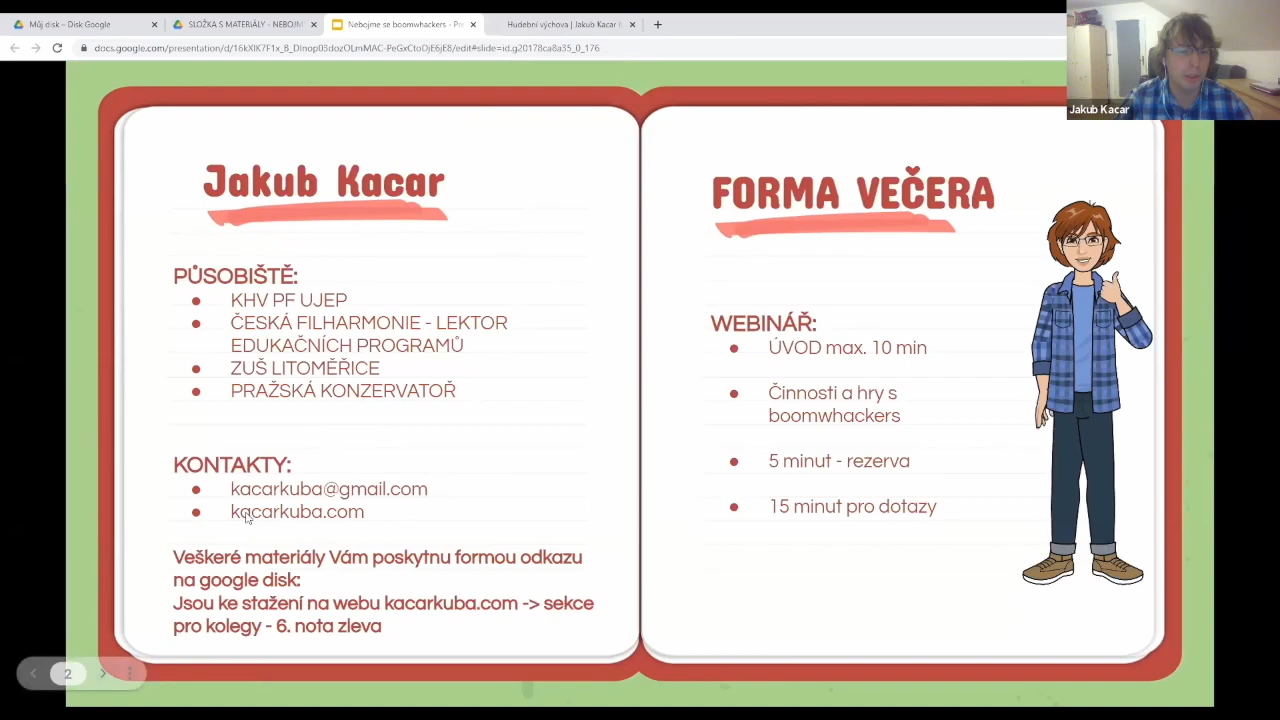 Můj disk – Disk Google
SLOŽKA S MATERIÁLY - NEBOJM
Nebojme se boomwhackers - Pre
Hudební výchova | Jakub Kacar h
docs.google.com/presentation/d/
Jakub Kacar
Jakub Kacar
PŮSOBIŠTĚ:
● KHV PF UJEP
● ČESKÁ FILHARMONIE - LEKTOR
EDUKAČNÍCH PROGRAMŮ
● ZUŠ LITOMĚŘICE
● PRAŽSKÁ KONZERVATOŘ
KONTAKTY:
● kacarkuba@gmail.com
● kacarkuba.com
Veškeré materiály Vám poskytnu formou odkazu
na google disk:
Jsou ke stažení na webu kacarkuba.com -> sekce
pro kolegy - 6. nota zleva
FORMA VEČERA
WEBINÁŘ:
● ÚVOD max. 10 min
● Činnosti a hry s
boomwhackers
● 5 minut - rezerva
● 15 minut pro dotazy
2